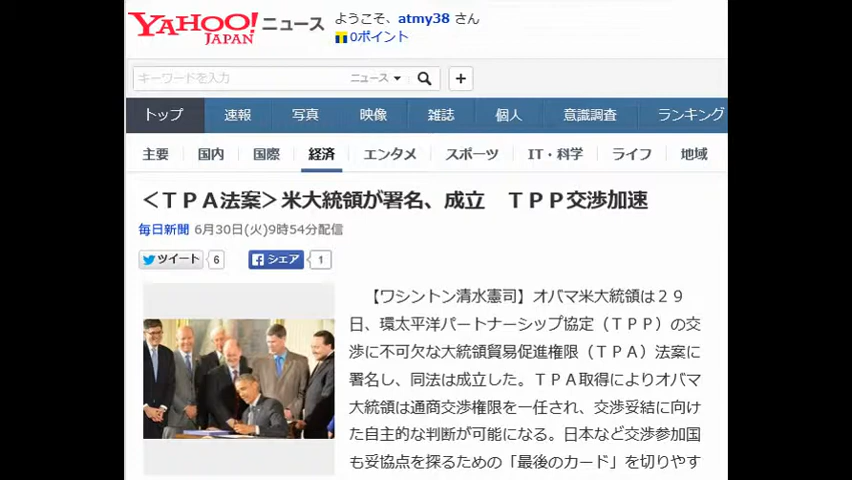 YAHOO! JAPAN ニュース
ようこそ、atmy38 さん
0ポイント
キーワードを入力 ニュース
トップ 速報 写真 映像 雑誌 個人 意識調査 ランキング
主要 国内 国際 経済 エンタメ スポーツ IT・科学 ライフ 地域
＜ＴＰＡ法案＞米大統領が署名、成立　ＴＰＰ交渉加速
毎日新聞 6月30日(火)9時54分配信
ツイート 6 シェア 1
【ワシントン清水憲司】オバマ米大統領は２９
日、環太平洋パートナーシップ協定（ＴＰＰ）の交
渉に不可欠な大統領貿易促進権限（ＴＰＡ）法案に
署名し、同法は成立した。ＴＰＡ取得によりオバマ
大統領は通商交渉権限を一任され、交渉妥結に向け
た自主的な判断が可能になる。日本など交渉参加国
も妥協点を探るための「最後のカード」を切りやす